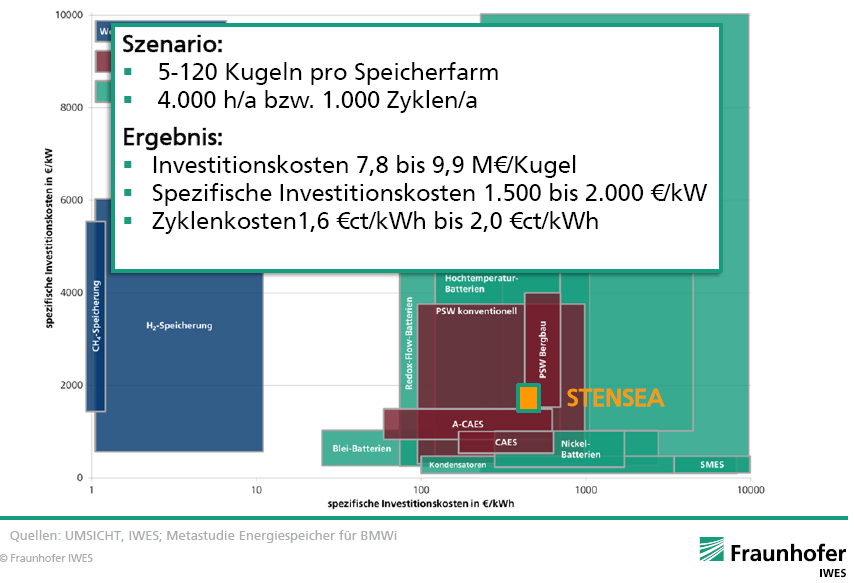 10000
8000
6000
4000
2000
0
spezifische Investitionskosten in €/kW
Szenario:
▪ 5-120 Kugeln pro Speicherfarm
▪ 4.000 h/a bzw. 1.000 Zyklen/a
Ergebnis:
▪ Investitionskosten 7,8 bis 9,9 M€/Kugel
▪ Spezifische Investitionskosten 1.500 bis 2.000 €/kW
▪ Zyklenkosten1,6 €ct/kWh bis 2,0 €ct/kWh
CH₄-Speicherung
H₂-Speicherung
Redox-Flow-Batterien
Hochtemperatur-
Batterien
PSW konventionell
PSW Bergbau
STENSEA
A-CAES
CAES
Blei-Batterien
Nickel-
Batterien
Kondensatoren
SMES
1
10
100
1000
10000
spezifische Investitionskosten in €/kWh
Quellen: UMSICHT, IWES; Metastudie Energiespeicher für BMWi
© Fraunhofer IWES
Fraunhofer
IWES